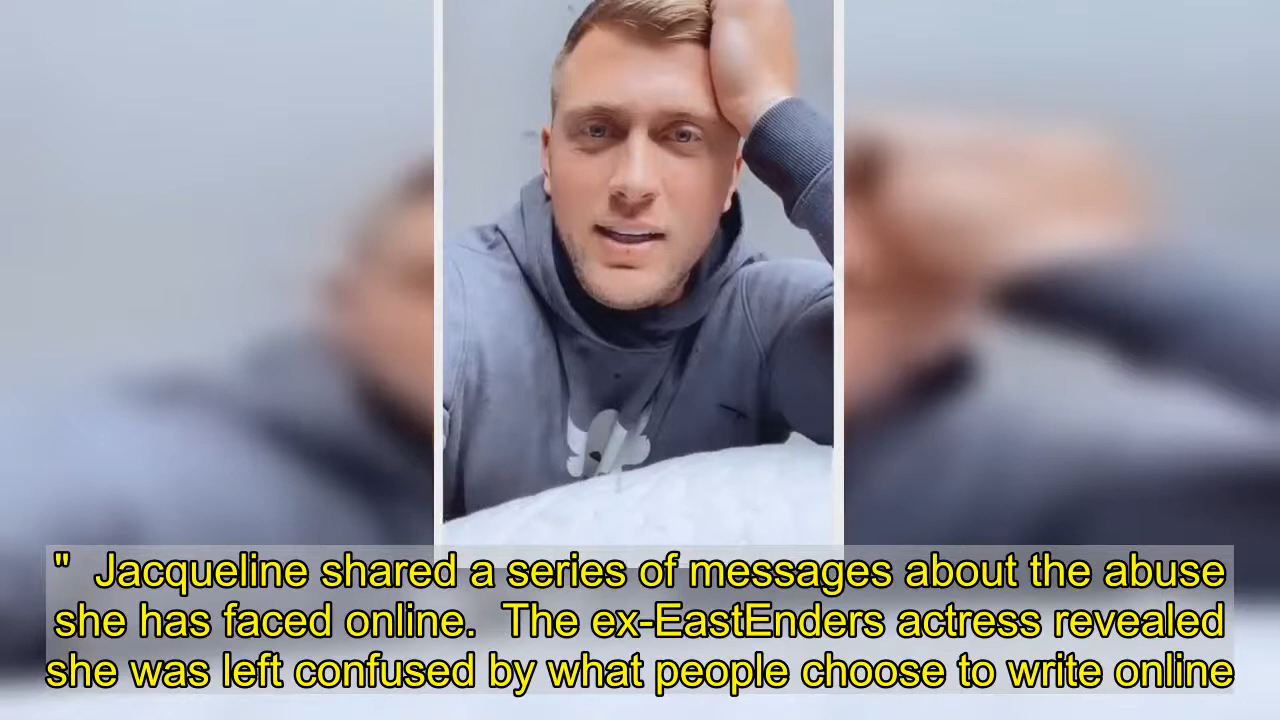 "  Jacqueline shared a series of messages about the abuse
she has faced online.  The ex-EastEnders actress revealed
she was left confused by what people choose to write online